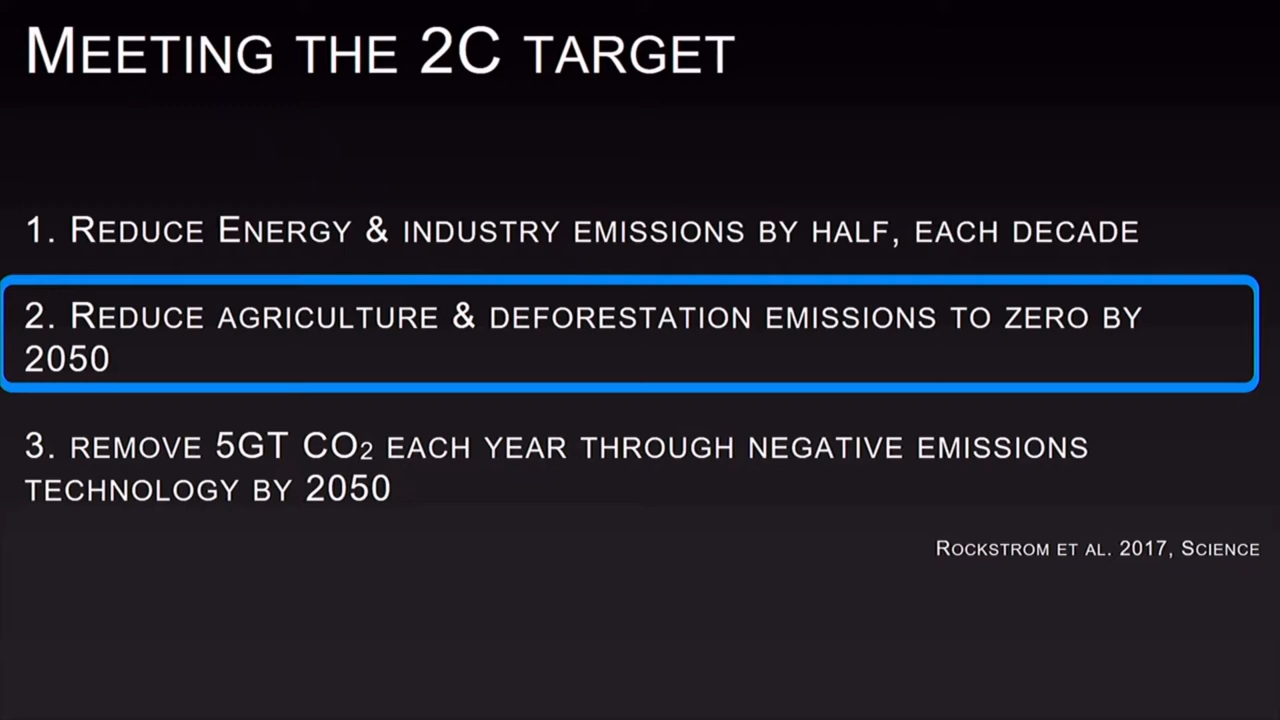 MEETING THE 2C TARGET
1. REDUCE ENERGY & INDUSTRY EMISSIONS BY HALF, EACH DECADE
2. REDUCE AGRICULTURE & DEFORESTATION EMISSIONS TO ZERO BY
2050
3. REMOVE 5GT CO₂ EACH YEAR THROUGH NEGATIVE EMISSIONS
TECHNOLOGY BY 2050
ROCKSTROM ET AL. 2017, SCIENCE